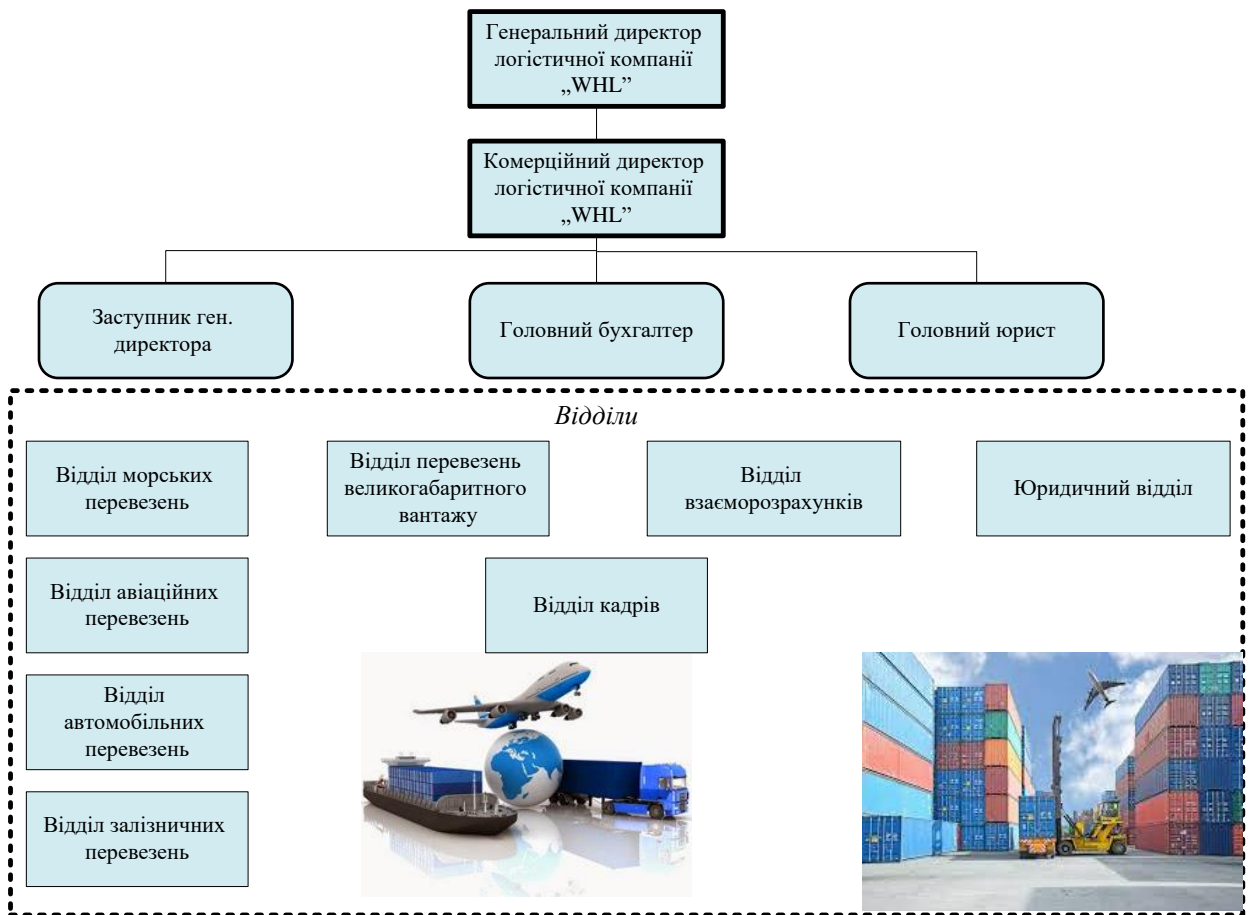 Генеральний директор
логістичної компанії
„WHL”
Комерційний директор
логістичної компанії
„WHL”
Заступник ген.
директора
Головний бухгалтер
Головний юрист
Відділи
Відділ морських
перевезень
Відділ перевезень
великогабаритного
вантажу
Відділ
взаєморозрахунків
Юридичний відділ
Відділ авіаційних
перевезень
Відділ кадрів
Відділ
автомобільних
перевезень
Відділ залізничних
перевезень